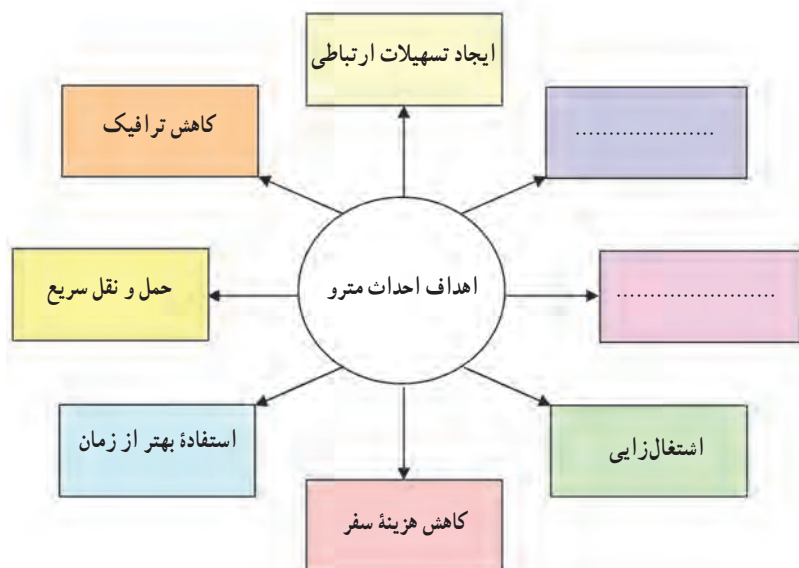 ایجاد تسهیلات ارتباطی
.....................
کاهش ترافیک
اهداف احداث مترو
حمل و نقل سریع
........................
استفادهٔ بهتر از زمان
اشتغال‌زایی
کاهش هزینهٔ سفر